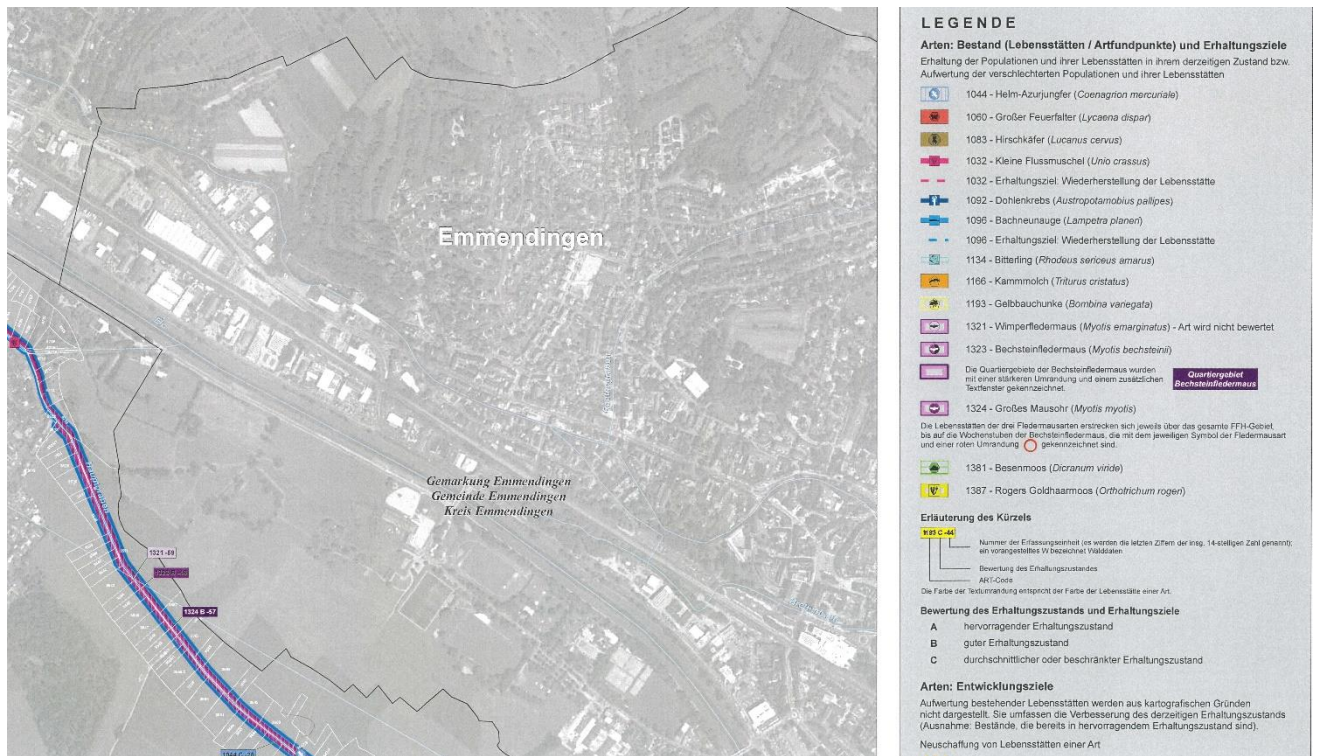 Emmendingen
Gemarkung Emmendingen
Gemeinde Emmendingen
Kreis Emmendingen
1321 -89
1324 B -57
LEGENDE
Arten: Bestand (Lebensstätten / Artfundpunkte) und Erhaltungsziele
Erhaltung der Populationen und ihrer Lebensstätten in ihrem derzeitigen Zustand bzw.
Aufwertung der verschlechterten Populationen und ihrer Lebensstätten
1044 - Helm-Azurjungfer (Coenagrion mercuriale)
1060 - Großer Feuerfalter (Lycaena dispar)
1083 - Hirschkäfer (Lucanus cervus)
1032 - Kleine Flussmuschel (Unio crassus)
1032 - Erhaltungsziel: Wiederherstellung der Lebensstätte
1092 - Dohlenkrebs (Austropotamobius pallipes)
1096 - Bachneunauge (Lampetra planeri)
1096 - Erhaltungsziel: Wiederherstellung der Lebensstätte
1134 - Bitterling (Rhodeus sericeus amarus)
1166 - Kammmolch (Triturus cristatus)
1193 - Gelbbauchunke (Bombina variegata)
1321 - Wimperfledermaus (Myotis emarginatus) - Art wird nicht bewertet
1323 - Bechsteinfledermaus (Myotis bechsteinii)
Die Quartiergebiete der Bechsteinfledermaus wurden
mit einer stärkeren Umrandung und einem zusätzlichen
Textfenster gekennzeichnet.
Quartiergebiet
Bechsteinfledermaus
1324 - Großes Mausohr (Myotis myotis)
Die Lebensstätten der drei Fledermausarten erstrecken sich jeweils über das gesamte FFH-Gebiet,
bis auf die Wochenstuben der Bechsteinfledermaus, die mit dem jeweiligen Symbol der Fledermausart
und einer roten Umrandung gekennzeichnet sind.
1381 - Besenmoos (Dicranum viride)
1387 - Rogers Goldhaarmoos (Orthotrichum rogeri)
Erläuterung des Kürzels
1193 C -44
Nummer der Erfassungseinheit (es werden die letzten Ziffern der insg. 14-stelligen Zahl genannt);
ein vorangestelltes W bezeichnet Walddaten
Bewertung des Erhaltungszustandes
ART-Code
Die Farbe der Textumrandung entspricht der Farbe der Lebensstätte einer Art.
Bewertung des Erhaltungszustands und Erhaltungsziele
A hervorragender Erhaltungszustand
B guter Erhaltungszustand
C durchschnittlicher oder beschränkter Erhaltungszustand
Arten: Entwicklungsziele
Aufwertung bestehender Lebensstätten werden aus kartografischen Gründen
nicht dargestellt. Sie umfassen die Verbesserung des derzeitigen Erhaltungszustands
(Ausnahme: Bestände, die bereits in hervorragendem Erhaltungszustand sind).
Neuschaffung von Lebensstätten einer Art